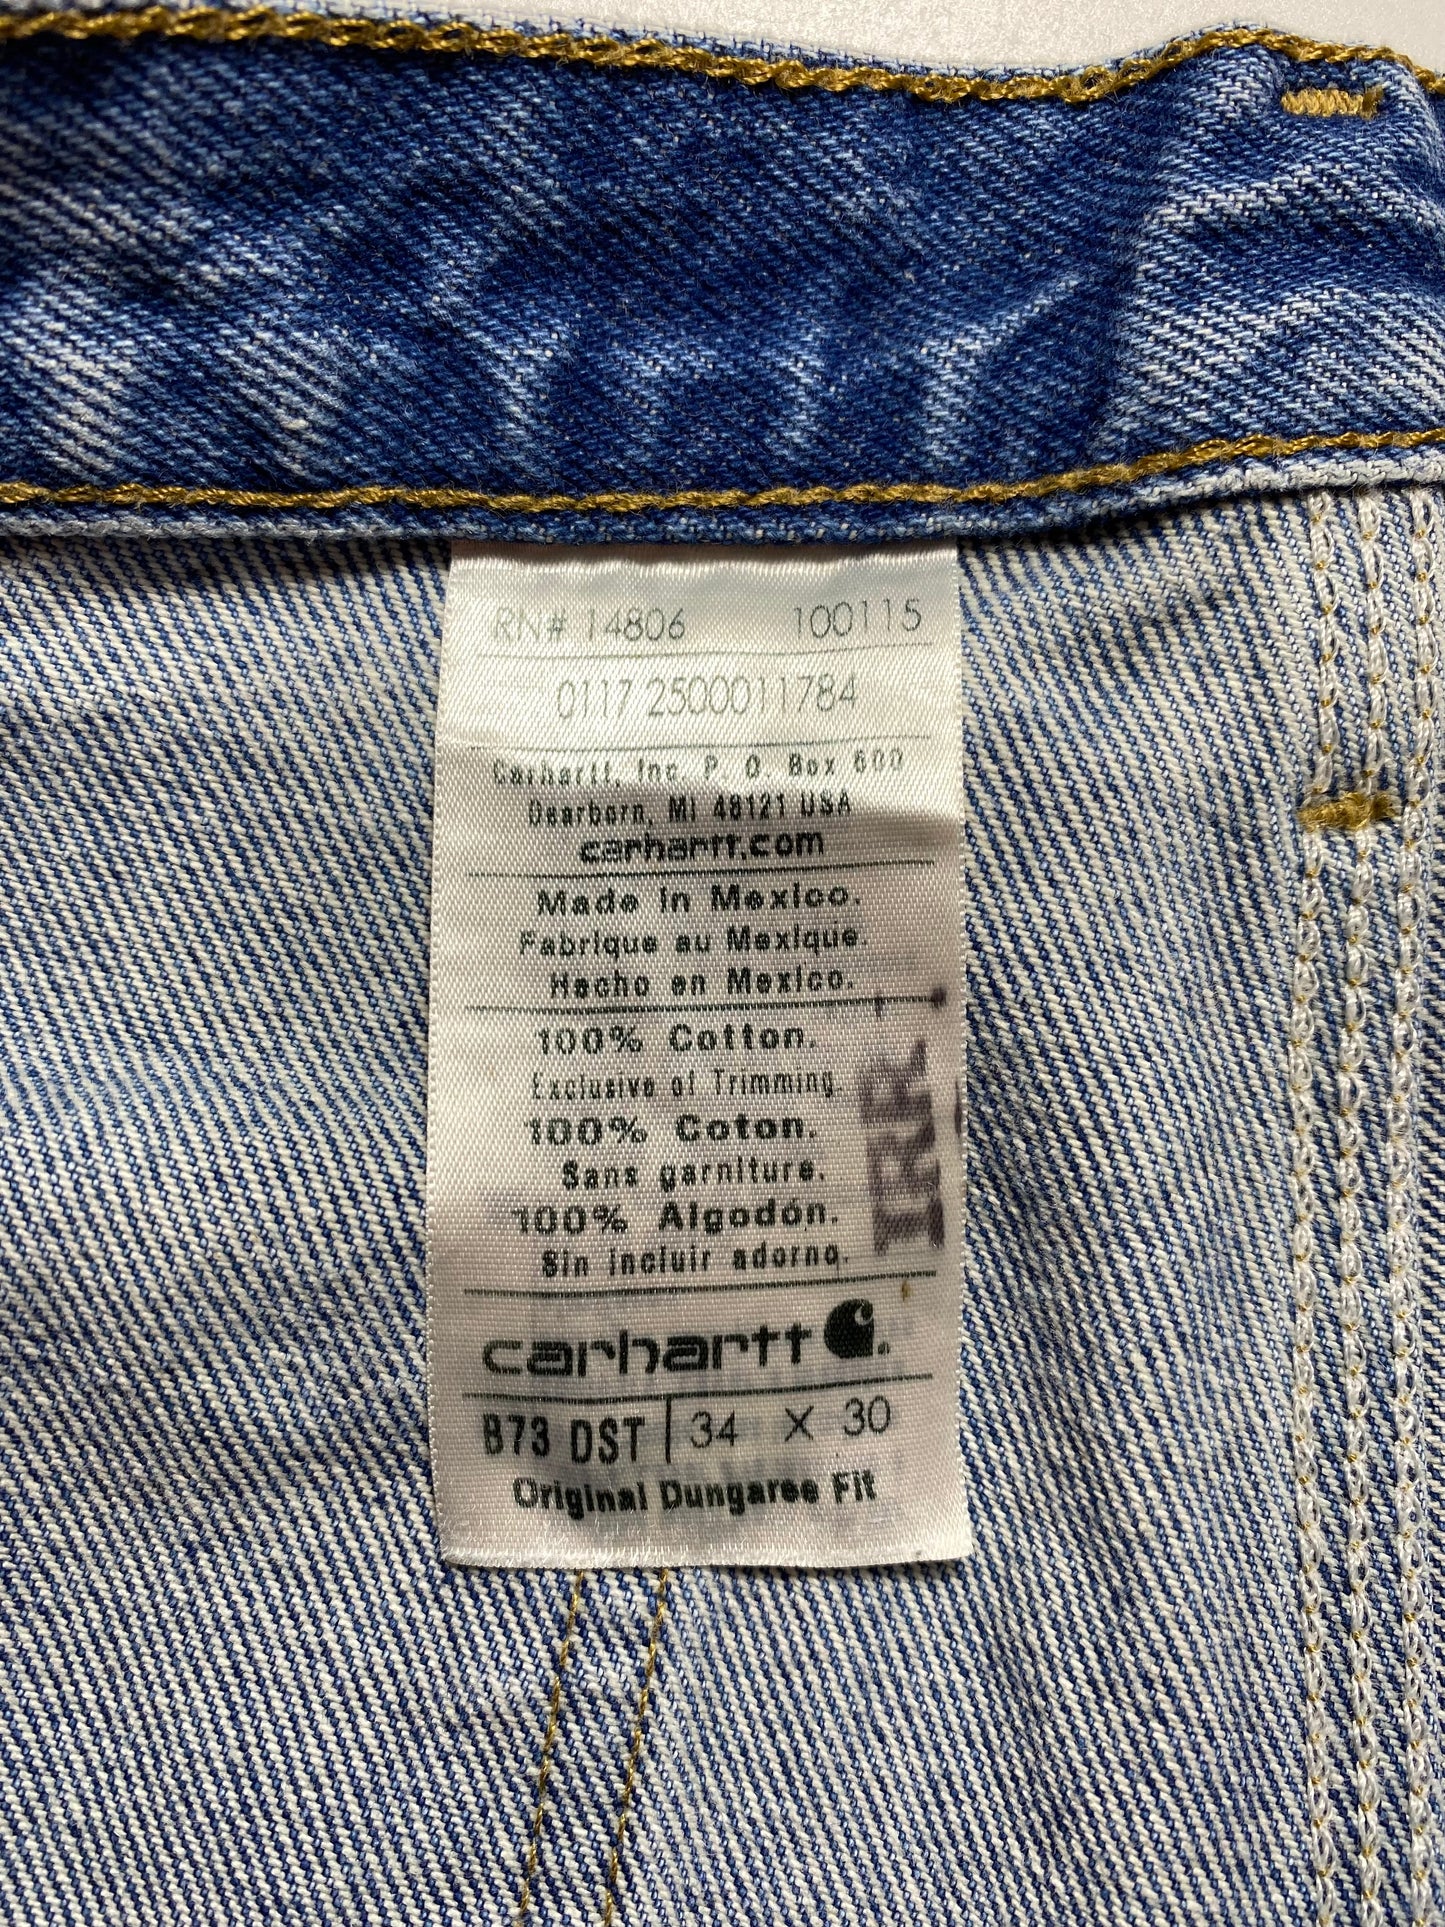 RN# 14806 100115
0117 2500011784
Carhartt, Inc. P. O. Box 600
Dearborn, MI 48121 USA
carhartt.com
Made in Mexico.
Fabrique au Mexique.
Hecho en Mexico.
100% Cotton.
Exclusive of Trimming.
100% Coton.
Sans garniture.
100% Algodón.
Sin incluir adorno.
IRR
carhartt
B73 DST 34 X 30
Original Dungaree Fit